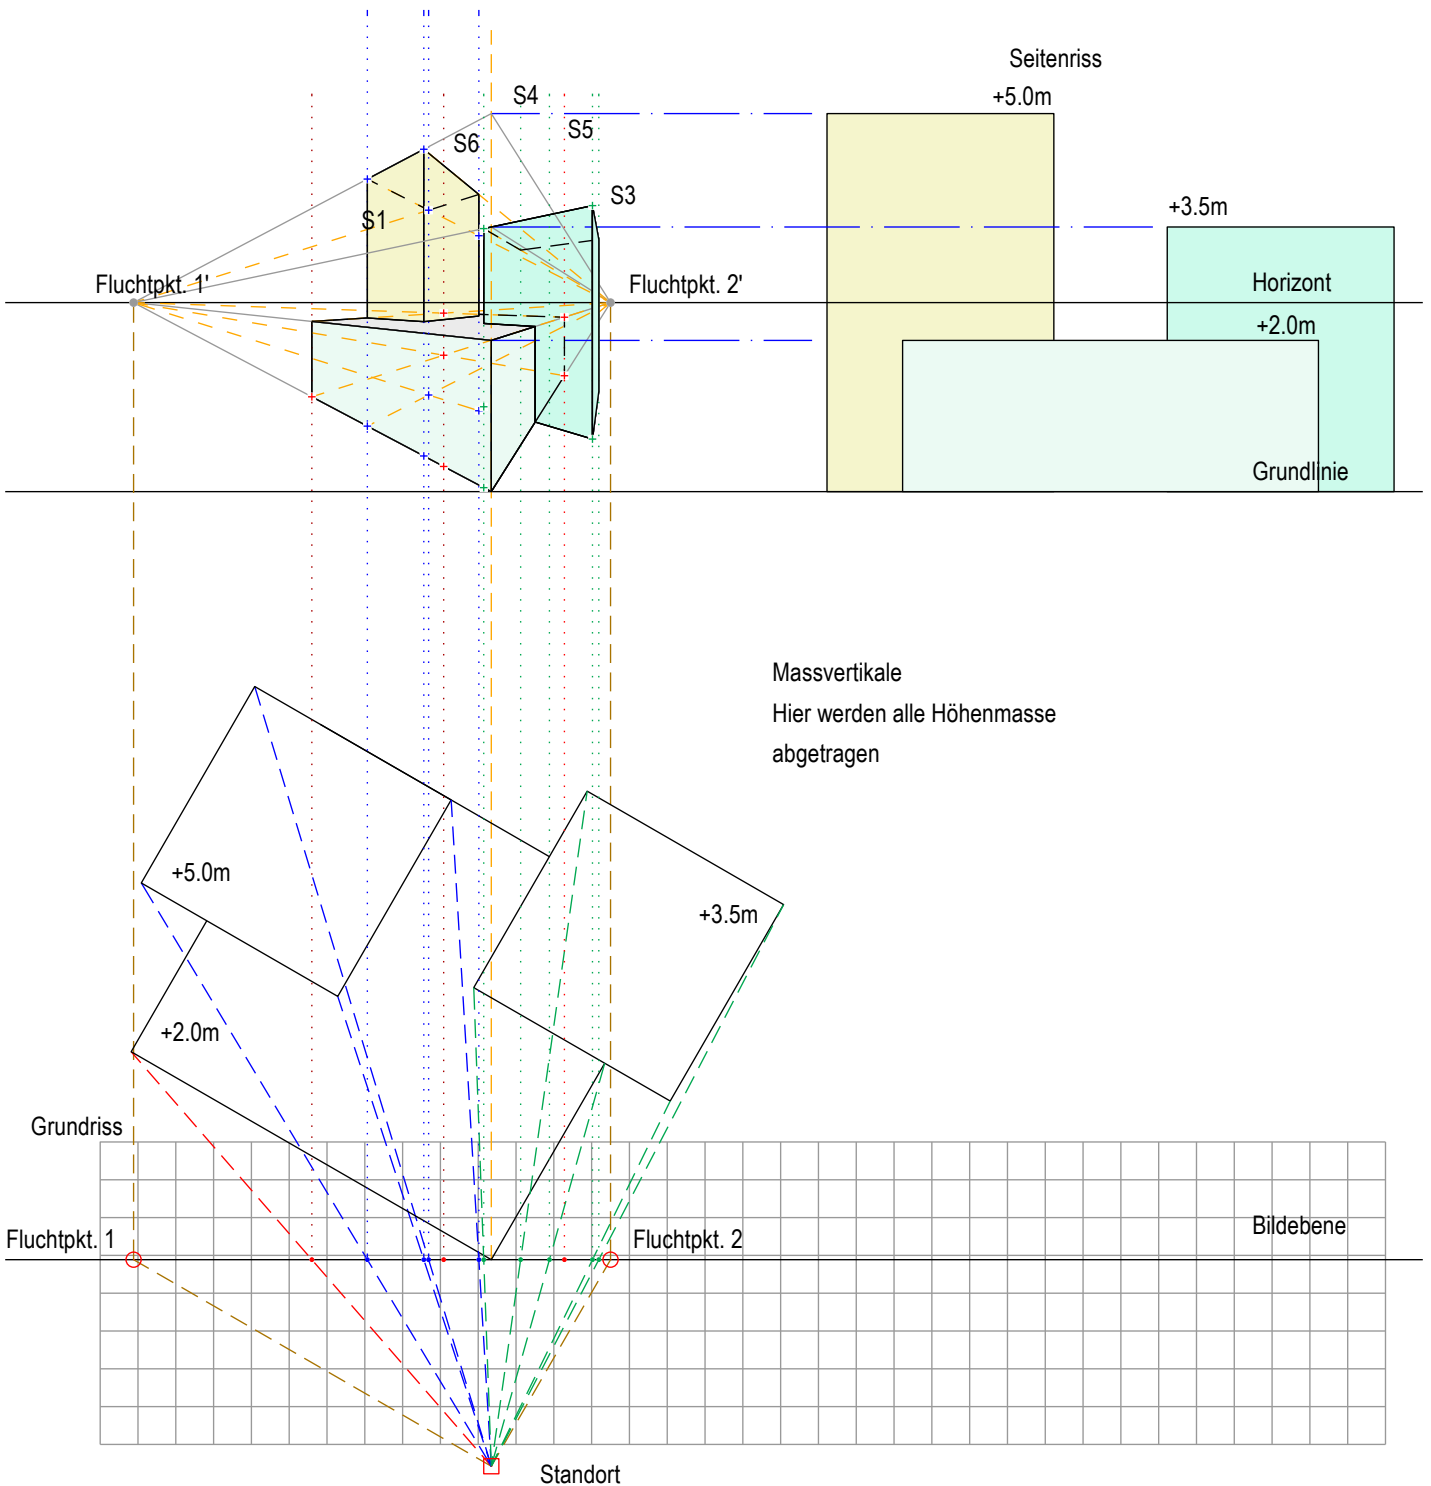 Seitenriss
S4
+5.0m
S5
S6
S3
+3.5m
S1
Fluchtpkt. 1'
Fluchtpkt. 2'
Horizont
+2.0m
Grundlinie
Massvertikale
Hier werden alle Höhenmasse
abgetragen
+5.0m
+3.5m
+2.0m
Grundriss
Fluchtpkt. 1
Fluchtpkt. 2
Bildebene
Standort